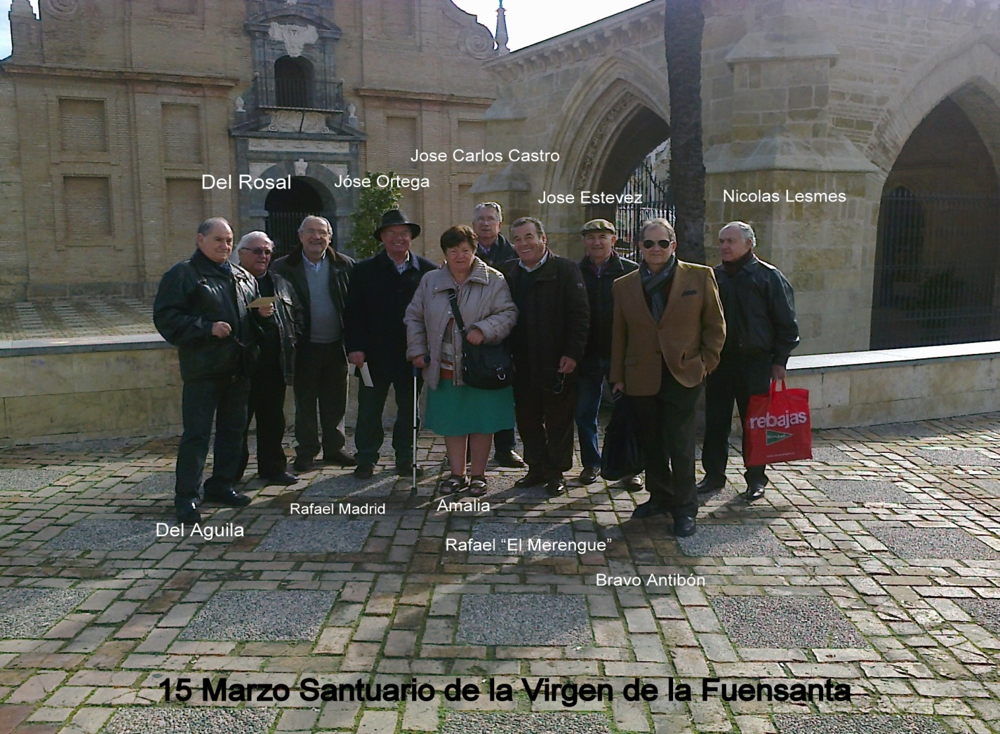 Jose Carlos Castro
Del Rosal
Jóse Ortega
Jose Estevez
Nicolas Lesmes
rebajas
Rafael Madrid
Amalia
Del Aguila
Rafael “El Merengue”
Bravo Antibón
15 Marzo Santuario de la Virgen de la Fuensanta